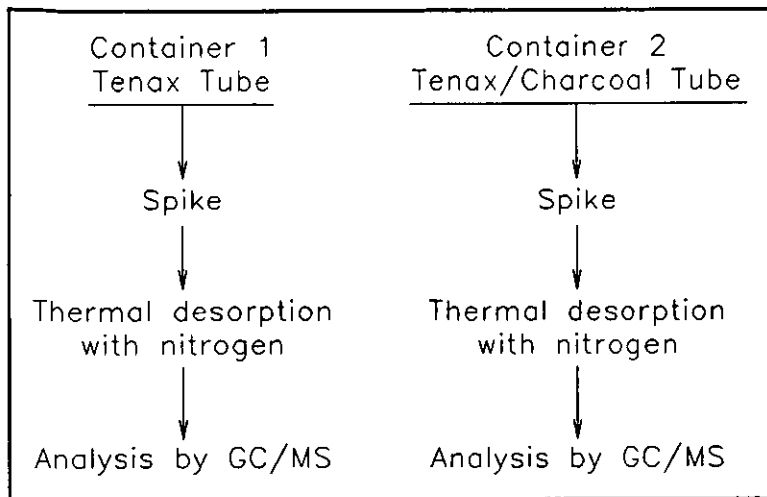 Container 1
Tenax Tube
Spike
Thermal desorption
with nitrogen
Analysis by GC/MS
Container 2
Tenax/Charcoal Tube
Spike
Thermal desorption
with nitrogen
Analysis by GC/MS